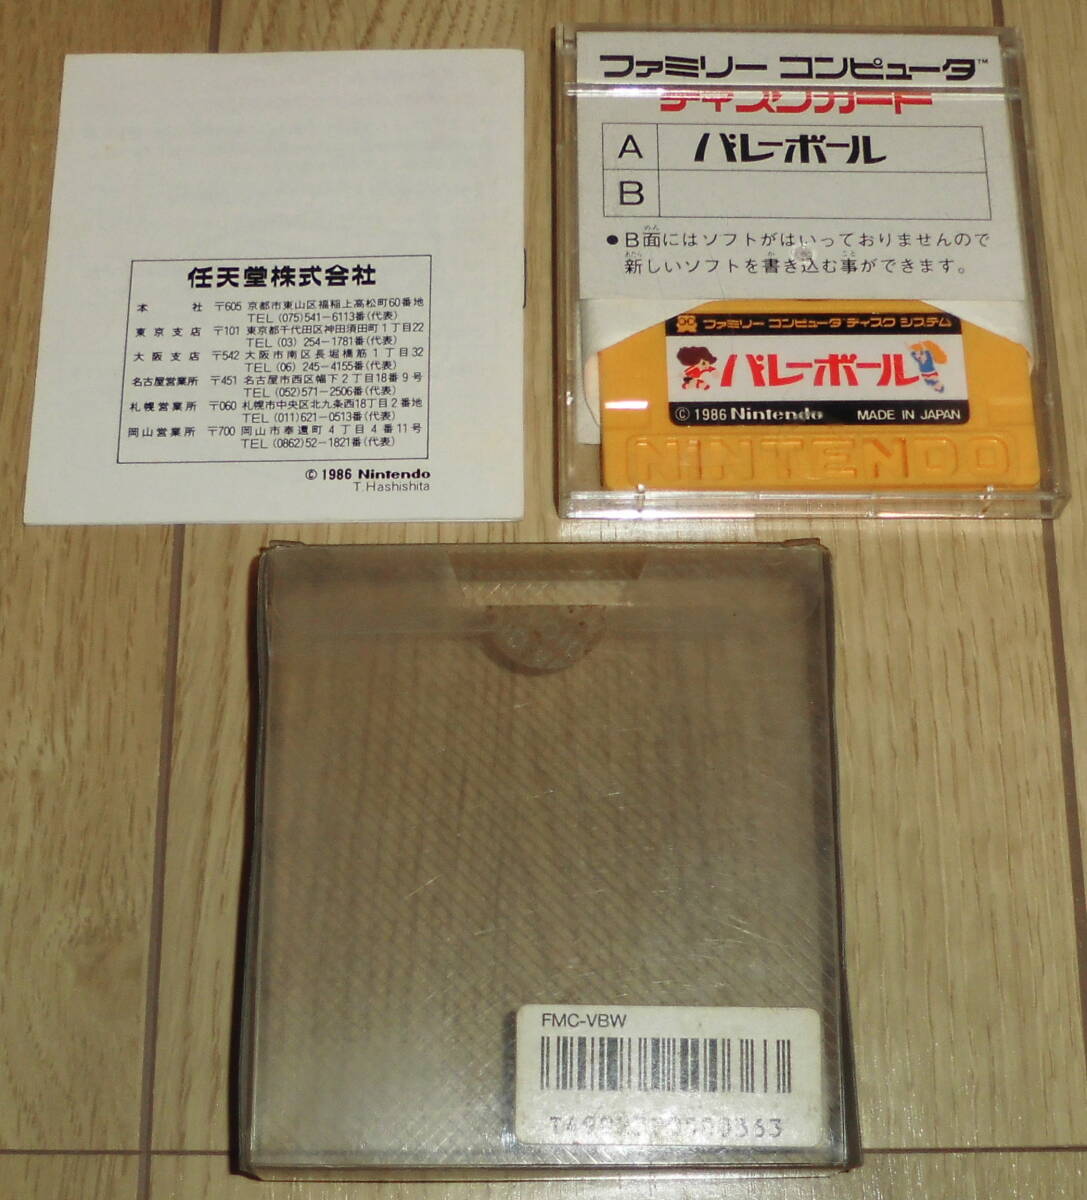 任天堂株式会社
本社 〒605 京都市東山区福稲上高松町60番地
TEL (075)541-6113番(代表)
東京支店 〒101 東京都千代田区神田須田町1丁目22
TEL (03) 254-1781番(代表)
大阪支店 〒542 大阪市南区長堀橋筋1丁目32
TEL (06) 245-4155番(代表)
名古屋営業所 〒451 名古屋市西区幅下2丁目18番9号
TEL (052)571-2506番(代表)
札幌営業所 〒060 札幌市中央区北九条西18丁目2番地
TEL (011)621-0513番(代表)
岡山営業所 〒700 岡山市奉還町4丁目4番11号
TEL (0862)52-1821番(代表)
© 1986 Nintendo
T.Hashishita
ファミリー コンピュータ™
ディスクカード
A バレーボール
B
●B面にはソフトがはいっておりませんので
新しいソフトを書き込む事ができます。
ファミリー コンピュータ ディスク システム
バレーボール
© 1986 Nintendo MADE IN JAPAN
NINTENDO
FMC-VBW